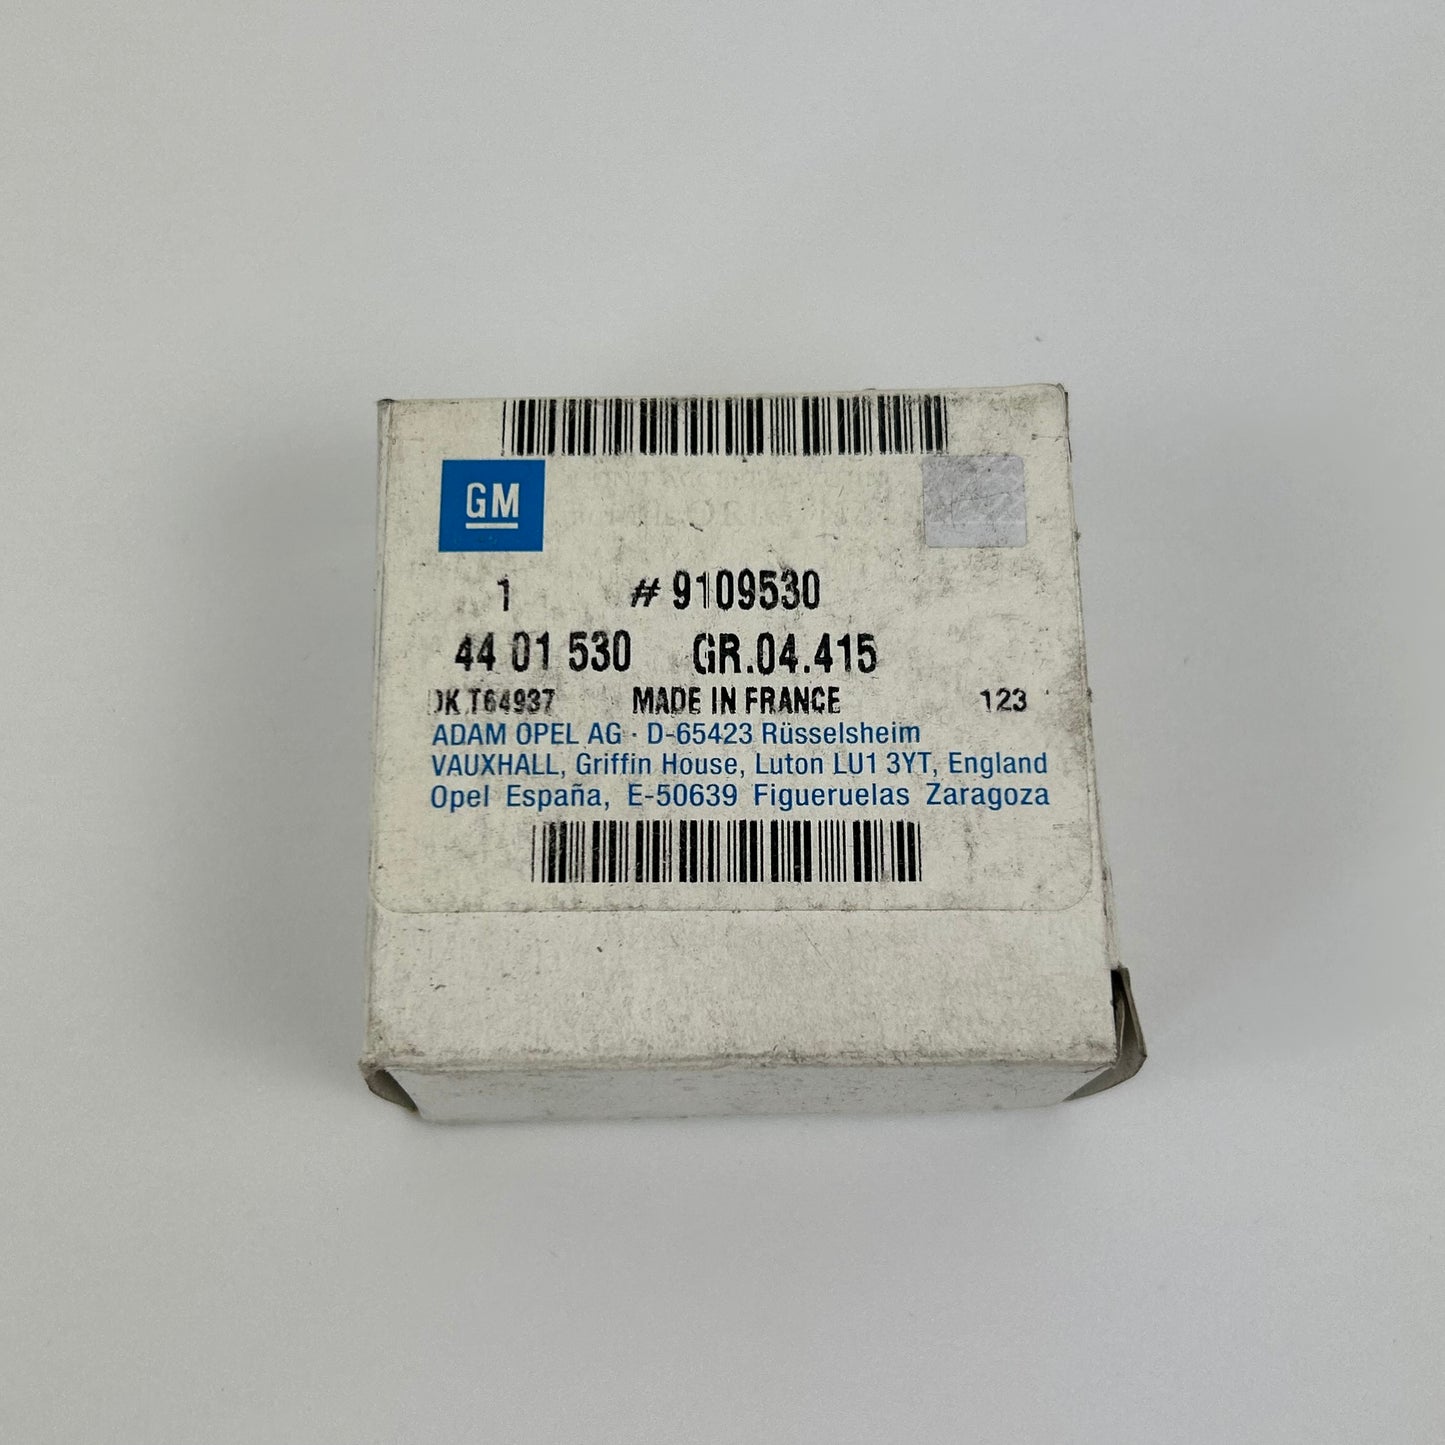 GM
1 # 9109530
44 01 530 GR.04.415
T64937 MADE IN FRANCE 123
ADAM OPEL AG · D-65423 Rüsselsheim
VAUXHALL, Griffin House, Luton LU1 3YT, England
Opel España, E-50639 Figueruelas Zaragoza